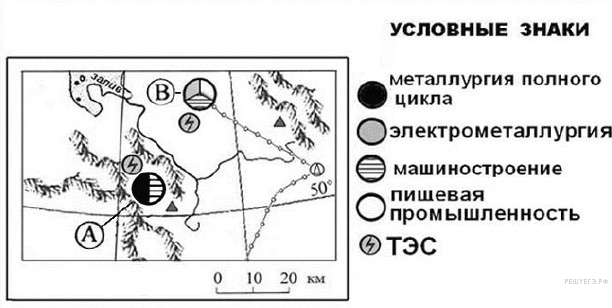 УСЛОВНЫЕ ЗНАКИ
Залив
В
А
50°
0 10 20 км
металлургия полного
цикла
электрометаллургия
машиностроение
пищевая
промышленность
ТЭС
РЕШУЕГЭ.РФ